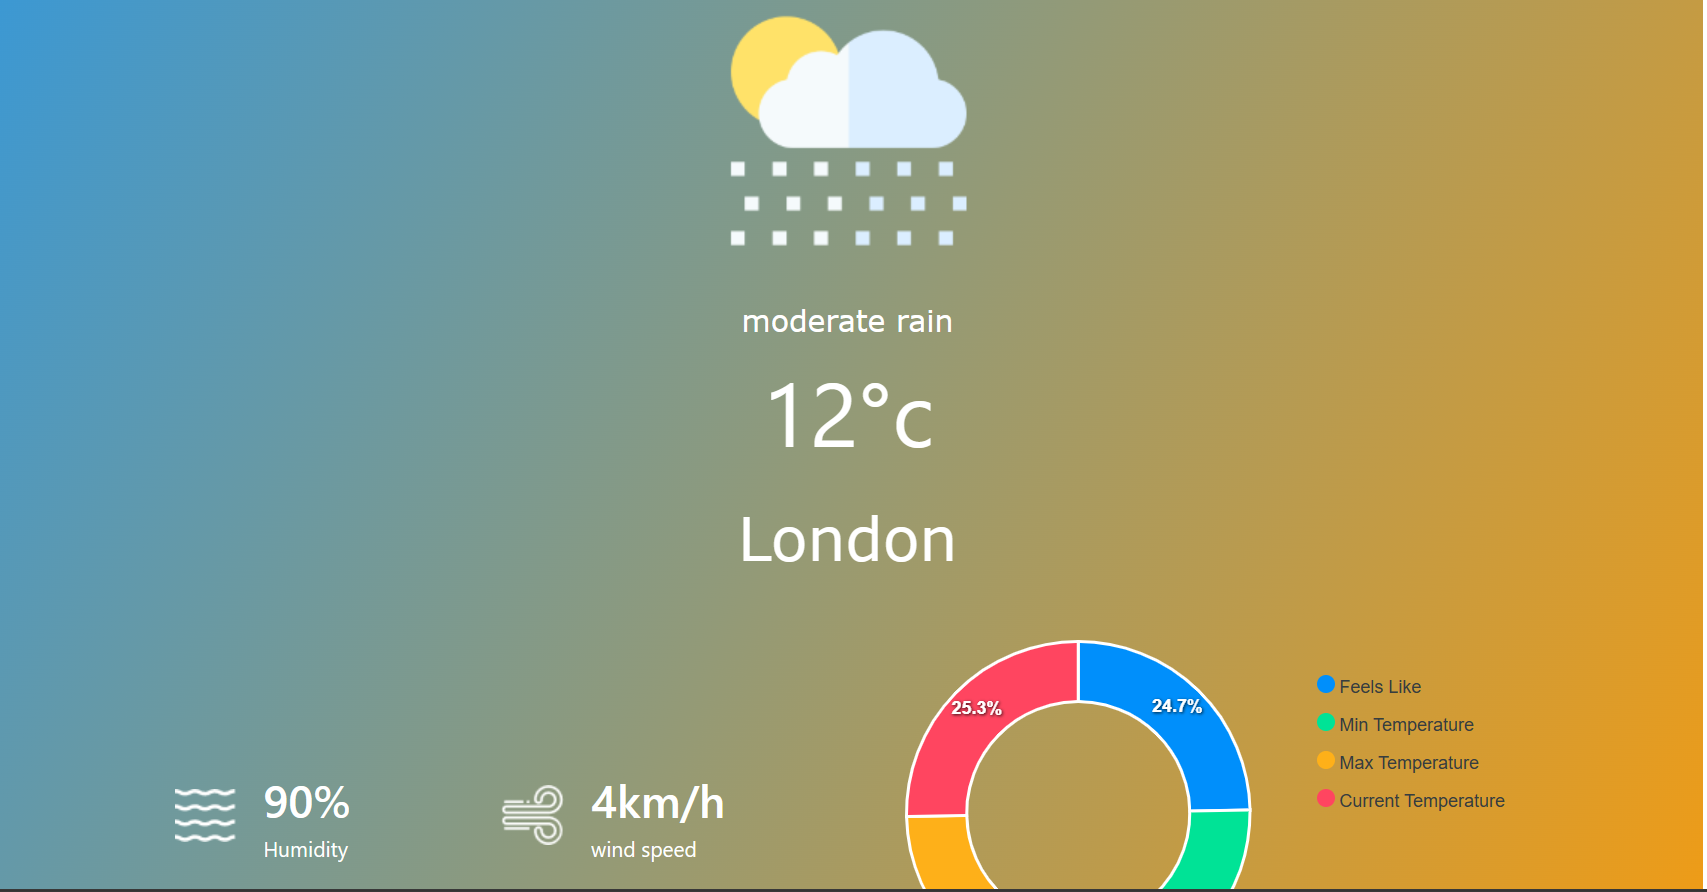 moderate rain
12°c
London
25.3%
24.7%
Feels Like
Min Temperature
Max Temperature
Current Temperature
90%
Humidity
4km/h
wind speed